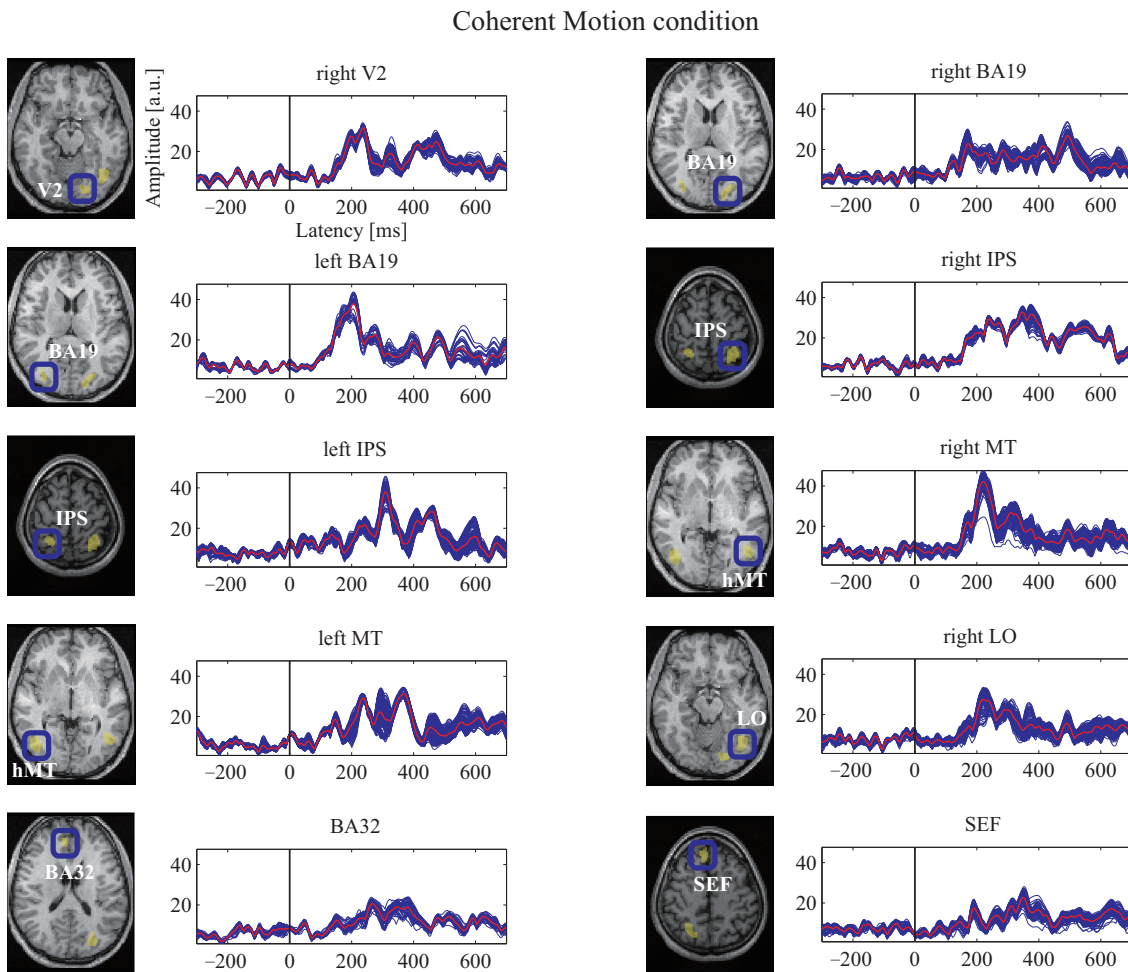 Coherent Motion condition
right V2
Amplitude [a.u.]
40
20
V2
−200 0 200 400 600
Latency [ms]
right BA19
40
20
BA19
−200 0 200 400 600
left BA19
40
20
BA19
−200 0 200 400 600
right IPS
40
20
IPS
−200 0 200 400 600
left IPS
40
20
IPS
−200 0 200 400 600
right MT
40
20
hMT
−200 0 200 400 600
left MT
40
20
hMT
−200 0 200 400 600
right LO
40
20
LO
−200 0 200 400 600
BA32
40
20
BA32
−200 0 200 400 600
SEF
40
20
SEF
−200 0 200 400 600